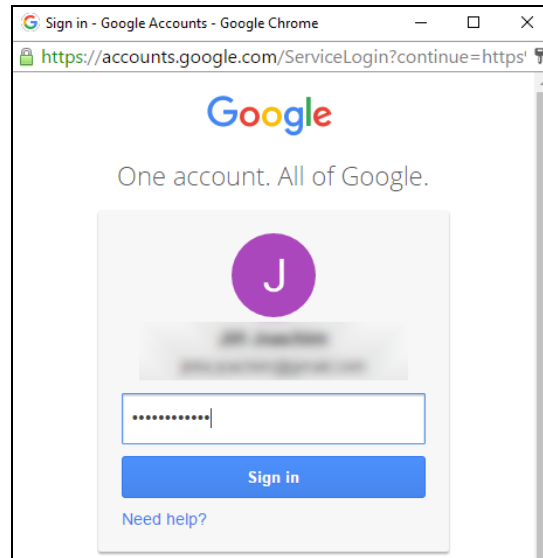 Sign in - Google Accounts - Google Chrome
https://accounts.google.com/ServiceLogin?continue=https
Google
One account. All of Google.
J
••••••••••••
Sign in
Need help?